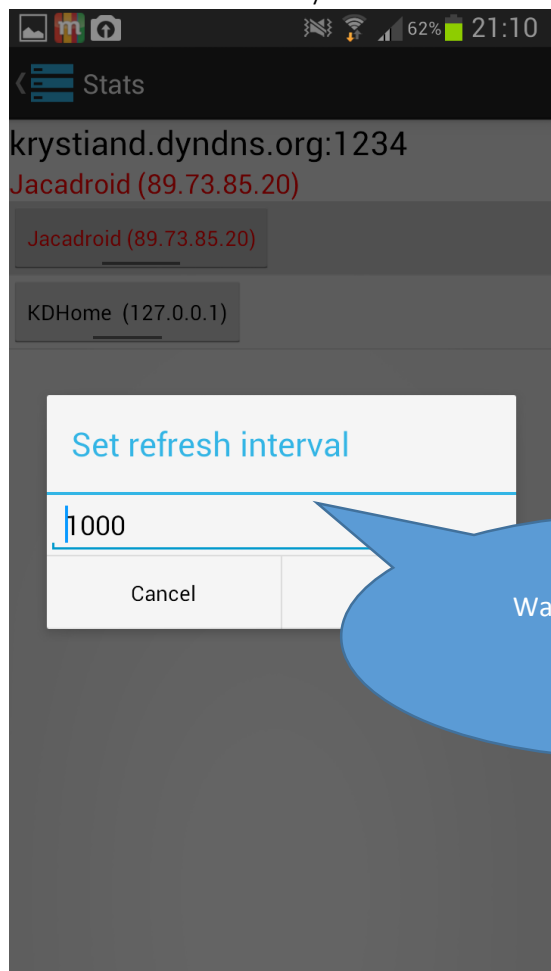 62% 21:10
Stats
krystiand.dyndns.org:1234
Jacadroid (89.73.85.20)
Jacadroid (89.73.85.20)
KDHome (127.0.0.1)
Set refresh interval
1000
Cancel